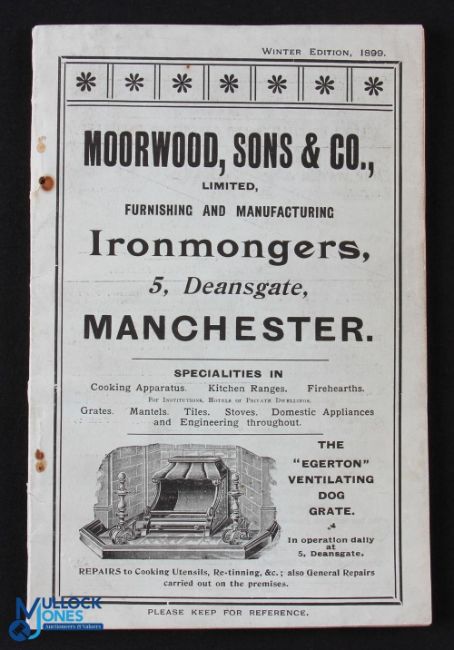 WINTER EDITION, 1899.
MOORWOOD, SONS & CO.,
LIMITED,
FURNISHING AND MANUFACTURING
Ironmongers,
5, Deansgate,
MANCHESTER.
SPECIALITIES IN
Cooking Apparatus. Kitchen Ranges. Firehearths.
FOR INSTITUTIONS, HOTELS OR PRIVATE DWELLINGS.
Grates. Mantels. Tiles. Stoves. Domestic Appliances
and Engineering throughout.
THE
"EGERTON"
VENTILATING
DOG
GRATE.
In operation daily
at
5, Deansgate.
REPAIRS to Cooking Utensils, Re-tinning, &c.; also General Repairs
carried out on the premises.
PLEASE KEEP FOR REFERENCE.
MULLOCK
JONES
Auctioneers & Valuers